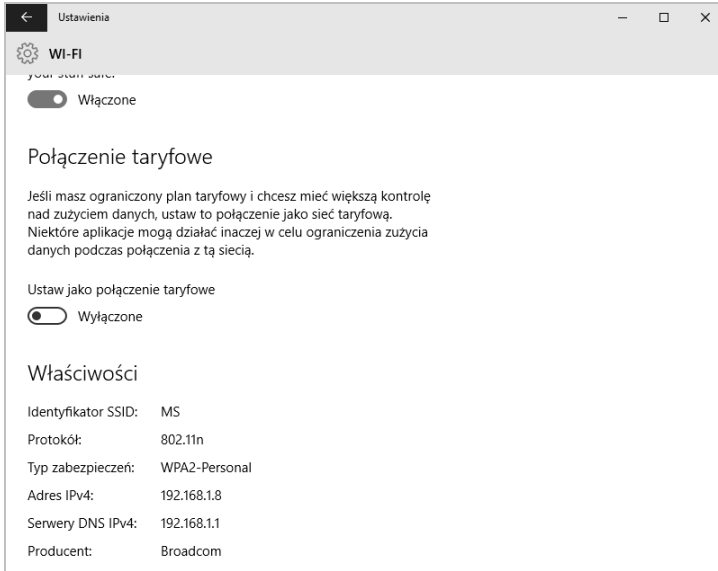 Ustawienia
WI-FI
your stuff safe.
Włączone
Połączenie taryfowe
Jeśli masz ograniczony plan taryfowy i chcesz mieć większą kontrolę
nad zużyciem danych, ustaw to połączenie jako sieć taryfową.
Niektóre aplikacje mogą działać inaczej w celu ograniczenia zużycia
danych podczas połączenia z tą siecią.
Ustaw jako połączenie taryfowe
Wyłączone
Właściwości
Identyfikator SSID: MS
Protokół: 802.11n
Typ zabezpieczeń: WPA2-Personal
Adres IPv4: 192.168.1.8
Serwery DNS IPv4: 192.168.1.1
Producent: Broadcom